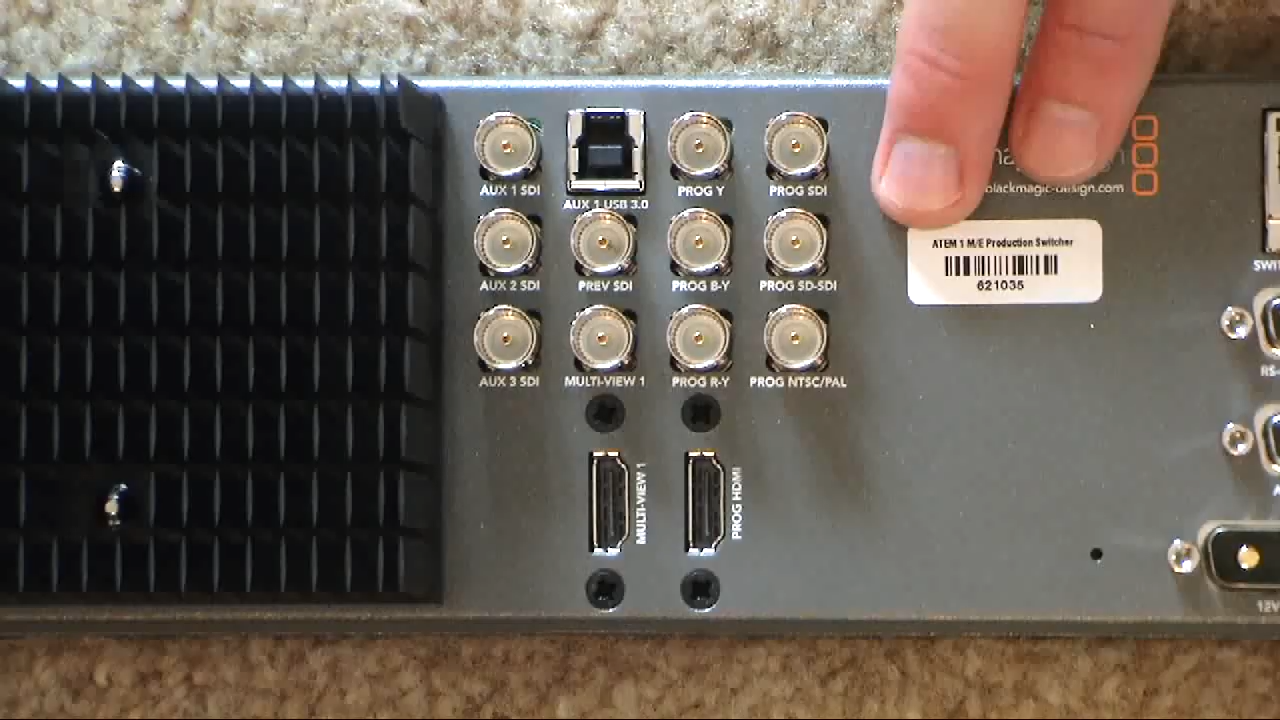 AUX 1 SDI
AUX 1 USB 3.0
PROG Y
PROG SDI
AUX 2 SDI
PREV SDI
PROG B-Y
PROG SD-SDI
AUX 3 SDI
MULTI-VIEW 1
PROG R-Y
PROG NTSC/PAL
MULTI-VIEW 1
PROG HDMI
blackmagic-design.com
ATEM 1 M/E Production Switcher
621035
12V